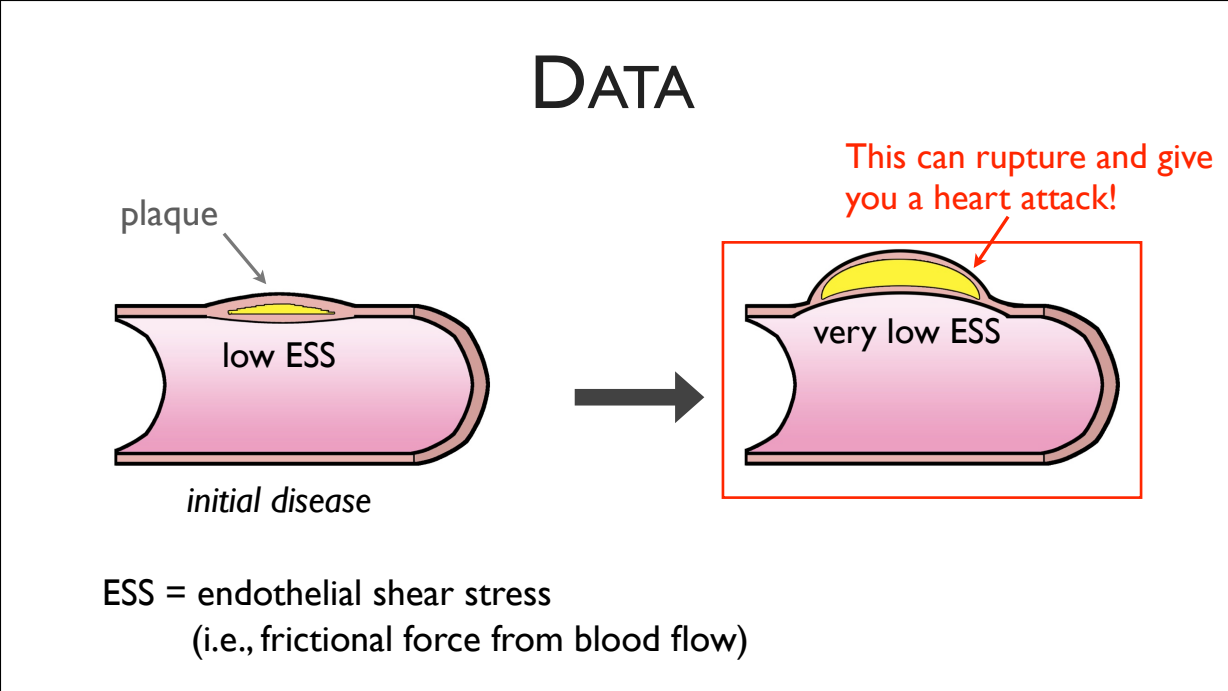 DATA
This can rupture and give
you a heart attack!
plaque
low ESS
very low ESS
initial disease
ESS = endothelial shear stress
(i.e., frictional force from blood flow)